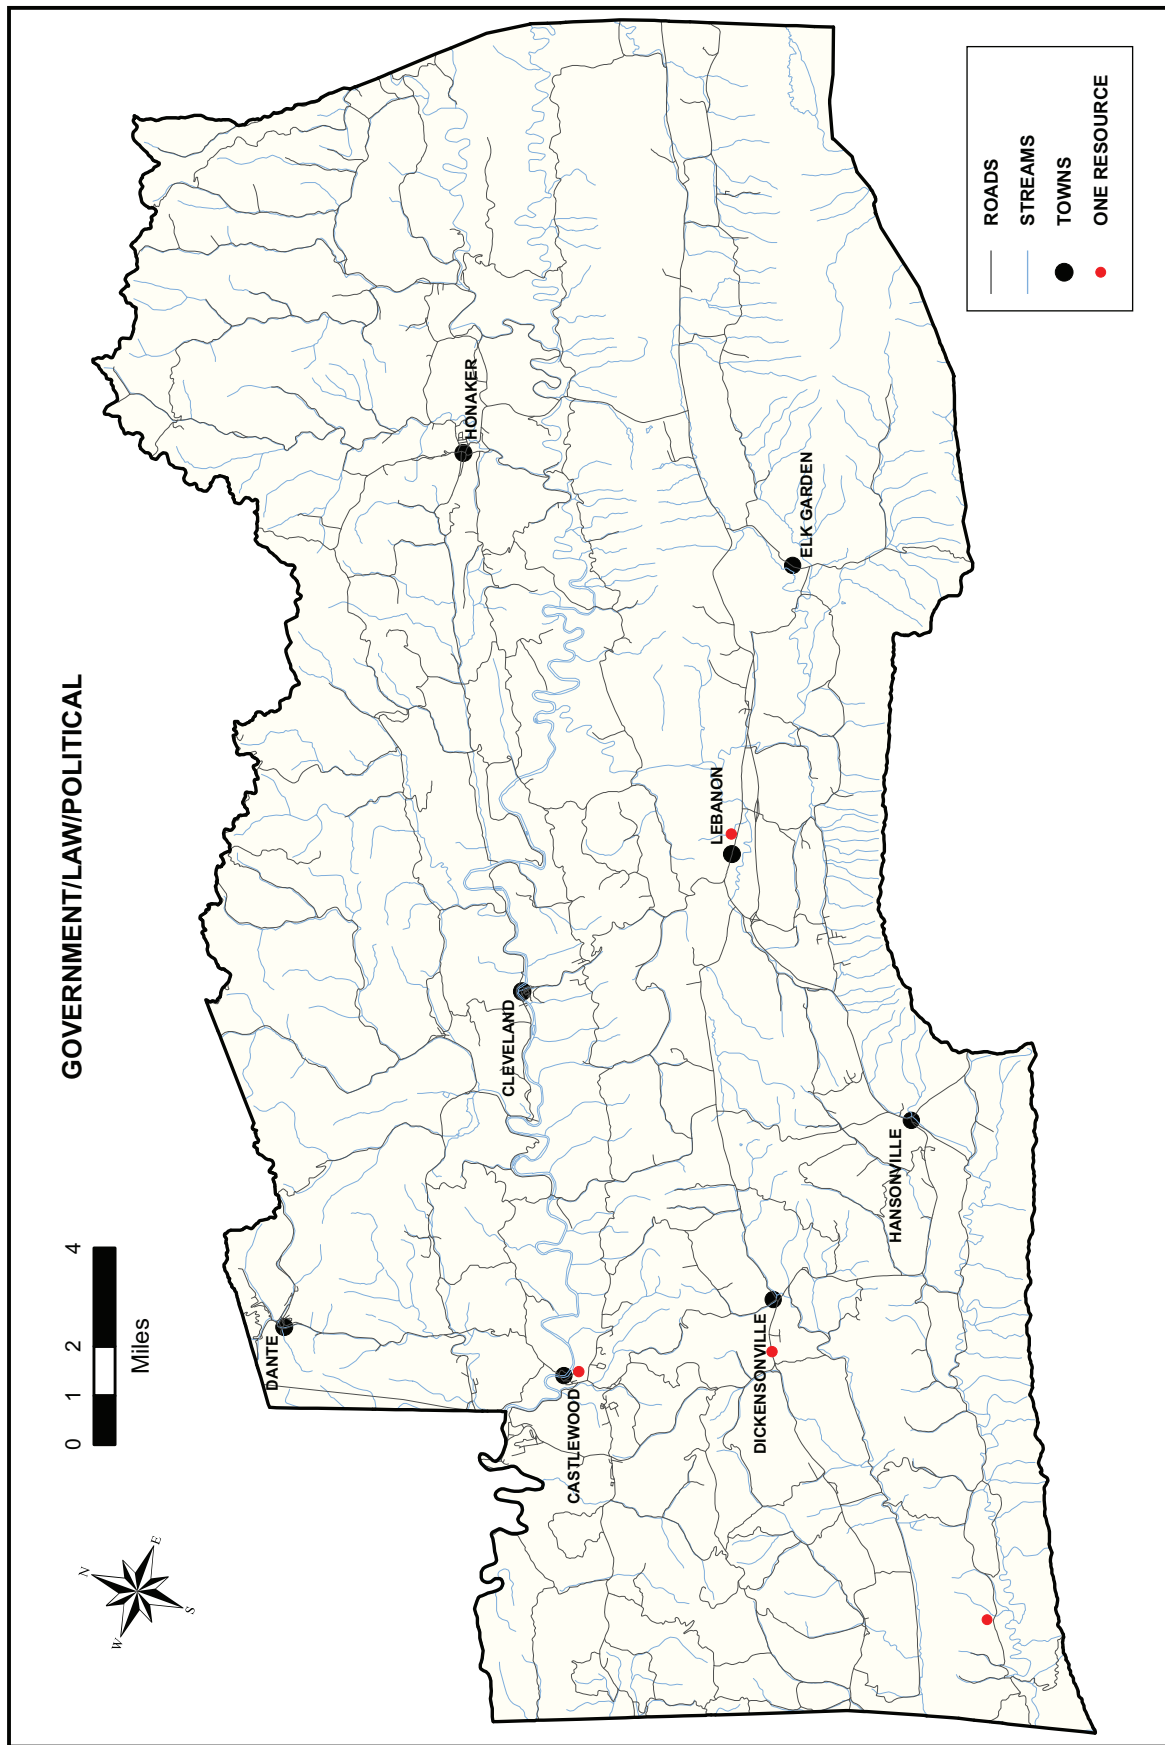 GOVERNMENT/LAW/POLITICAL
0 1 2 4
Miles
N
E
S
W
DANTE
HONAKER
CLEVELAND
CASTLEWOOD
LEBANON
ELK GARDEN
DICKENSONVILLE
HANSONVILLE
ROADS
STREAMS
TOWNS
ONE RESOURCE